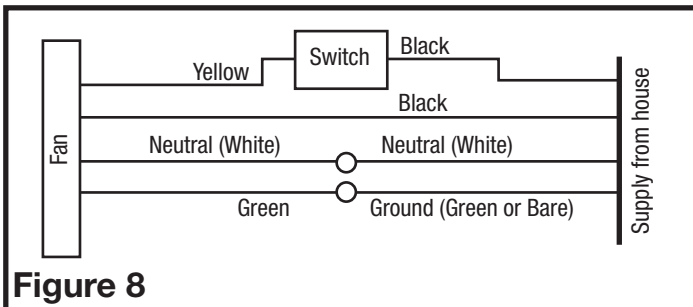 Switch
Black
Yellow
Black
Fan
Neutral (White)
Neutral (White)
Green
Ground (Green or Bare)
Supply from house
Figure 8